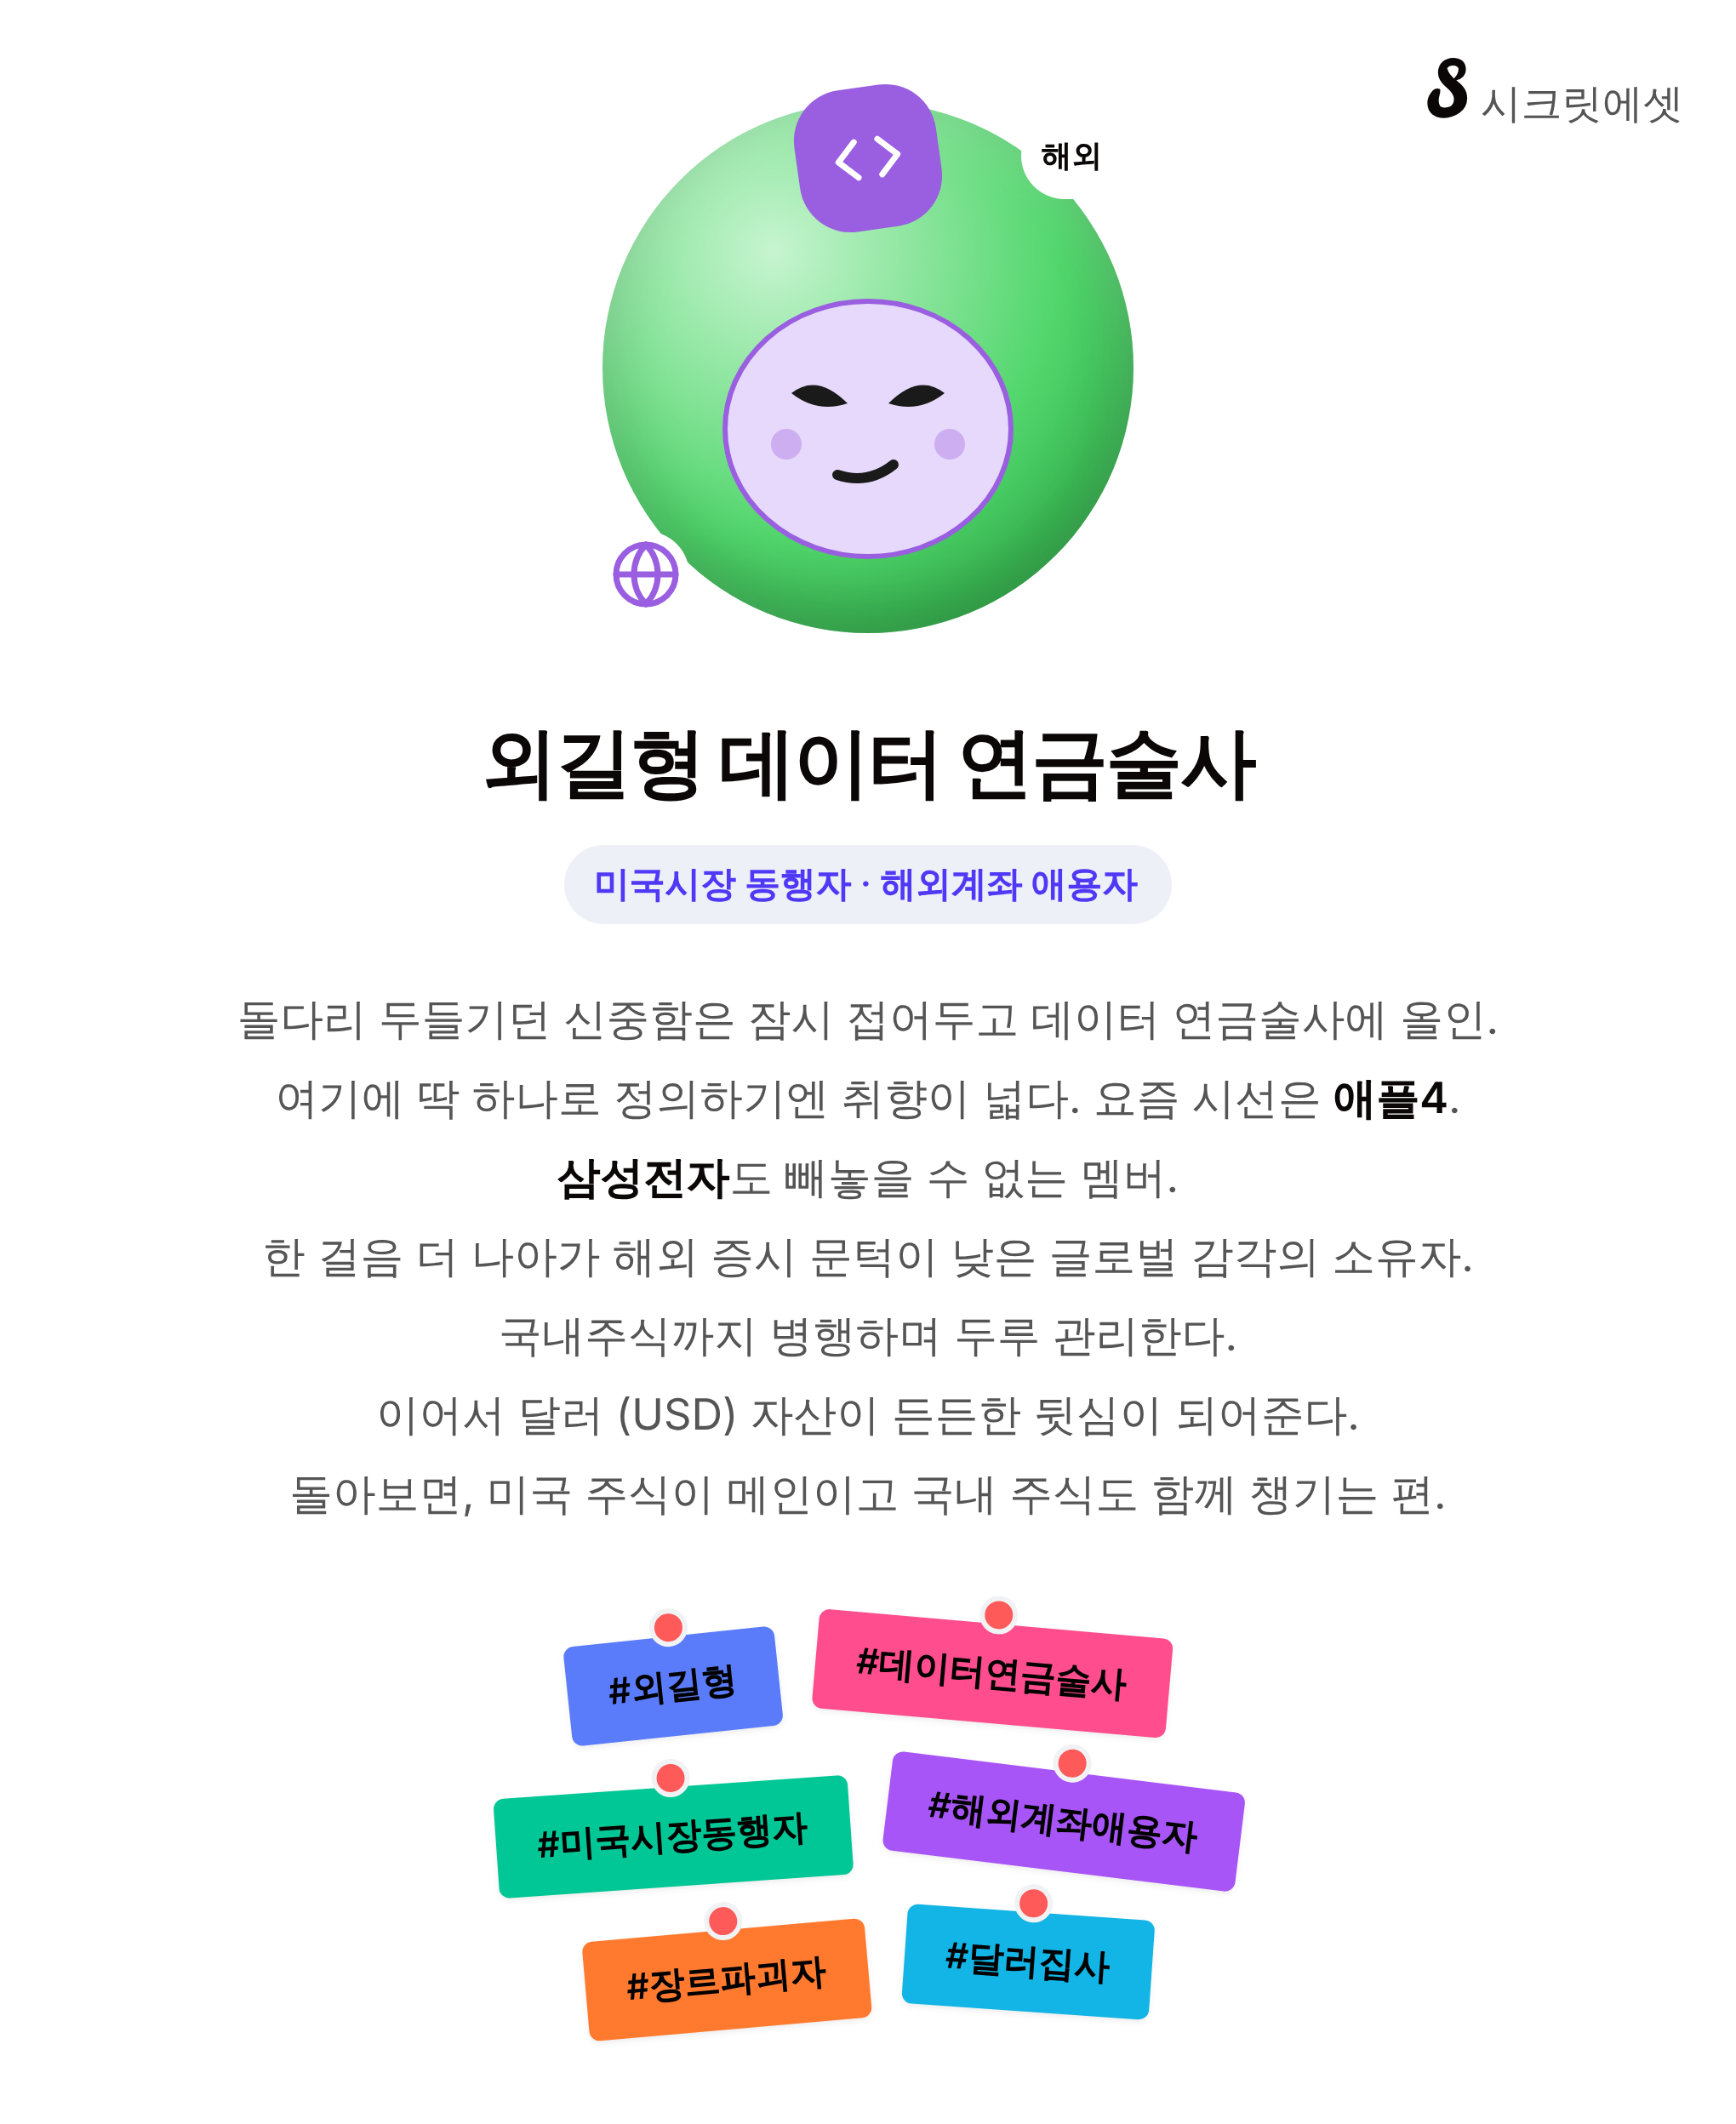 시크릿에셋
해외
외길형 데이터 연금술사
미국시장 동행자 · 해외계좌 애용자
돌다리 두들기던 신중함은 잠시 접어두고 데이터 연금술사에 올인.
여기에 딱 하나로 정의하기엔 취향이 넓다. 요즘 시선은 애플4.
삼성전자도 빼놓을 수 없는 멤버.
한 걸음 더 나아가 해외 증시 문턱이 낮은 글로벌 감각의 소유자.
국내주식까지 병행하며 두루 관리한다.
이어서 달러 (USD) 자산이 든든한 뒷심이 되어준다.
돌아보면, 미국 주식이 메인이고 국내 주식도 함께 챙기는 편.
#외길형
#데이터연금술사
#미국시장동행자
#해외계좌애용자
#장르파괴자
#달러집사